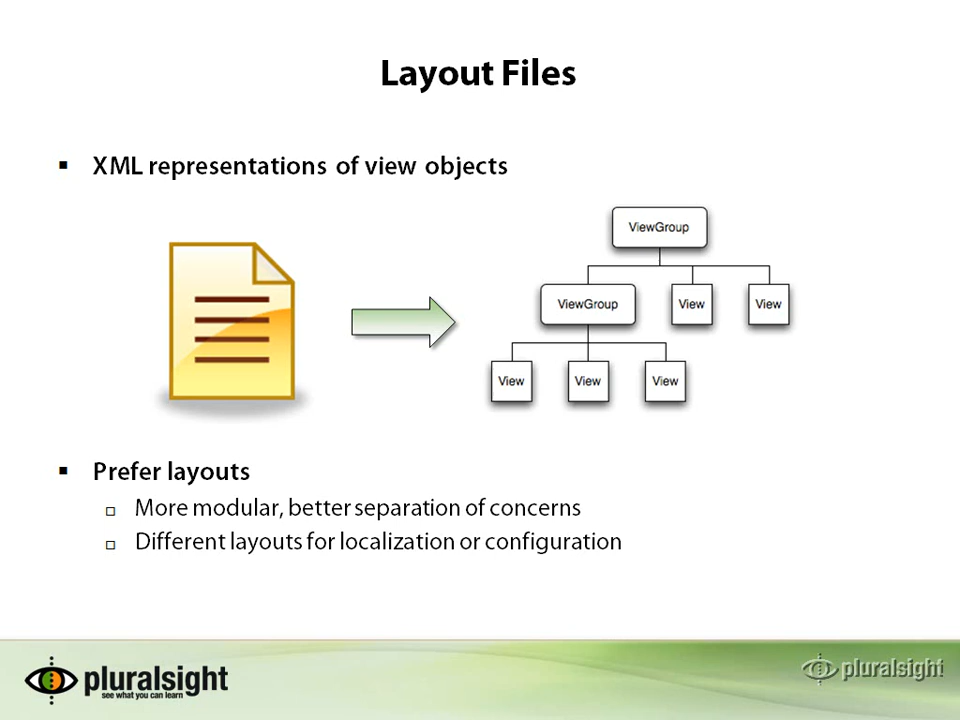 Layout Files
XML representations of view objects
ViewGroup
ViewGroup
View
View
View
View
View
Prefer layouts
More modular, better separation of concerns
Different layouts for localization or configuration
pluralsight
see what you can learn
pluralsight